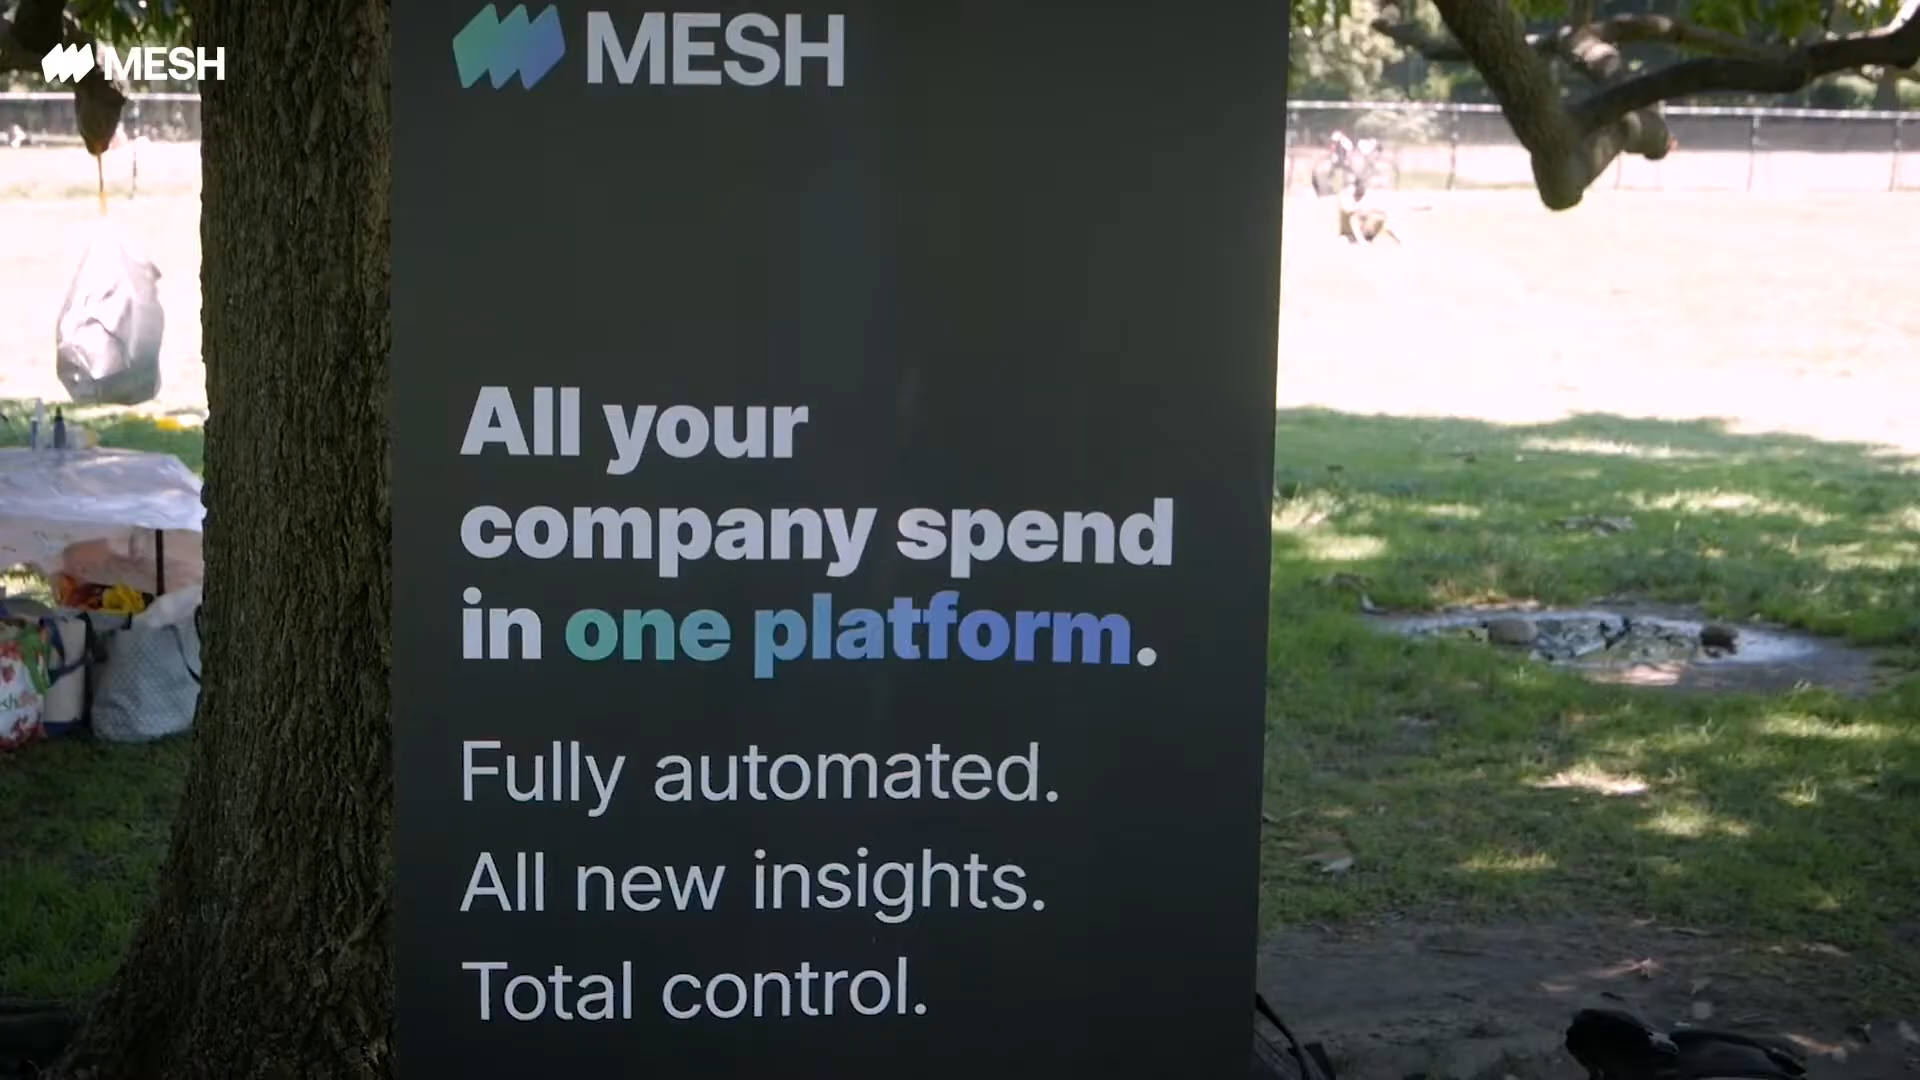 MESH
MESH
All your
company spend
in one platform.
Fully automated.
All new insights.
Total control.